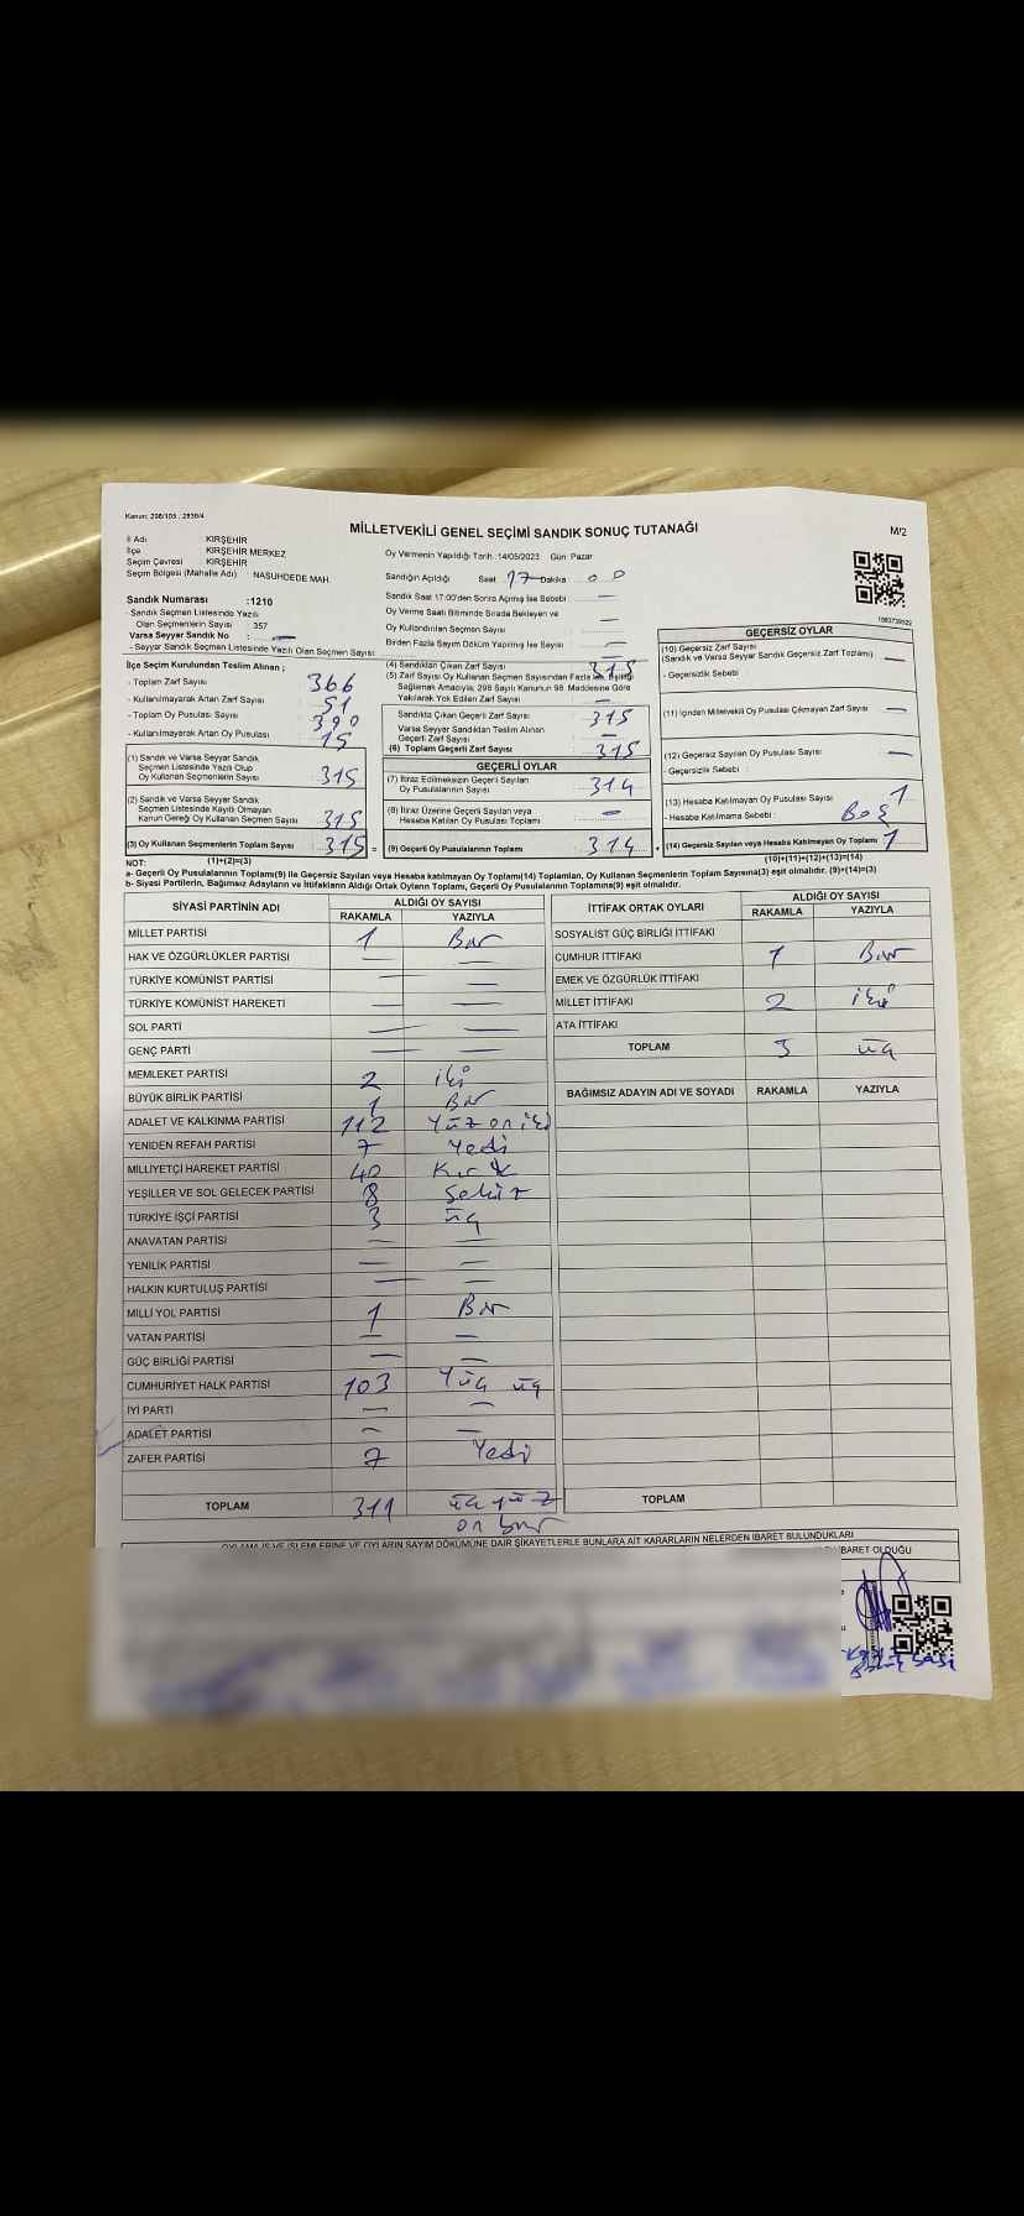 Kanun: 298/105 ; 2839/4
MİLLETVEKİLİ GENEL SEÇİMİ SANDIK SONUÇ TUTANAĞI
M/2
İl Adı KIRŞEHİR
İlçe KIRŞEHİR MERKEZ
Seçim Çevresi KIRŞEHİR
Seçim Bölgesi (Mahalle Adı) NASUHDEDE MAH.
Oy Vermenin Yapıldığı Tarih :14/05/2023 Gün :Pazar
Sandığın Açıldığı Saat 17 Dakika : 00
Sandık Saat 17:00'den Sonra Açılmış İse Sebebi : —
Oy Verme Saati Bitiminde Sırada Bekleyen ve
Oy Kullandırılan Seçmen Sayısı —
Birden Fazla Sayım Döküm Yapılmış İse Sayısı —
Sandık Numarası :1210
- Sandık Seçmen Listesinde Yazılı
Olan Seçmenlerin Sayısı 357
Varsa Seyyar Sandık No : —
- Seyyar Sandık Seçmen Listesinde Yazılı Olan Seçmen Sayısı: —
İlçe Seçim Kurulundan Teslim Alınan ;
- Toplam Zarf Sayısı 366
- Kullanılmayarak Artan Zarf Sayısı 51
- Toplam Oy Pusulası Sayısı 390
- Kullanılmayarak Artan Oy Pusulası 15
(1) Sandık ve Varsa Seyyar Sandık
Seçmen Listesinde Yazılı Olup
Oy Kullanan Seçmenlerin Sayısı : 315
(2) Sandık ve Varsa Seyyar Sandık
Seçmen Listesinde Kayıtlı Olmayan
Kanun Gereği Oy Kullanan Seçmen Sayısı 315
(3) Oy Kullanan Seçmenlerin Toplam Sayısı 315 =
(1)+(2)=(3)
(4) Sandıktan Çıkan Zarf Sayısı 315
(5) Zarf Sayısı Oy Kullanan Seçmen Sayısından Fazla İse, Eşitliği
Sağlamak Amacıyla; 298 Sayılı Kanunun 98. Maddesine Göre
Yakılarak Yok Edilen Zarf Sayısı —
Sandıkta Çıkan Geçerli Zarf Sayısı 315
Varsa Seyyar Sandıktan Teslim Alınan
Geçerli Zarf Sayısı —
(6) Toplam Geçerli Zarf Sayısı 315
GEÇERLİ OYLAR
(7) İtiraz Edilmeksizin Geçerli Sayılan
Oy Pusulalarının Sayısı : 314
(8) İtiraz Üzerine Geçerli Sayılan veya
Hesaba Katılan Oy Pusulası Toplamı —
(9) Geçerli Oy Pusulalarının Toplamı : 314 +
GEÇERSİZ OYLAR
(10) Geçersiz Zarf Sayısı
(Sandık ve Varsa Seyyar Sandık Geçersiz Zarf Toplamı) —
- Geçersizlik Sebebi
(11) İçinden Milletvekili Oy Pusulası Çıkmayan Zarf Sayısı —
(12) Geçersiz Sayılan Oy Pusulası Sayısı —
- Geçersizlik Sebebi :
(13) Hesaba Katılmayan Oy Pusulası Sayısı 1
- Hesaba Katılmama Sebebi : Boş
(14) Geçersiz Sayılan veya Hesaba Katılmayan Oy Toplamı 1
(10)+(11)+(12)+(13)=(14)
NOT:
a- Geçerli Oy Pusulalarının Toplamı(9) ile Geçersiz Sayılan veya Hesaba katılmayan Oy Toplamı(14) Toplamları, Oy Kullanan Seçmenlerin Toplam Sayısına(3) eşit olmalıdır. (9)+(14)=(3)
b- Siyasi Partilerin, Bağımsız Adayların ve İttifakların Aldığı Ortak Oyların Toplamı, Geçerli Oy Pusulalarının Toplamına(9) eşit olmalıdır.
SİYASİ PARTİNİN ADI ALDIĞI OY SAYISI
RAKAMLA YAZIYLA
MİLLET PARTİSİ 1 Bir
HAK VE ÖZGÜRLÜKLER PARTİSİ — —
TÜRKİYE KOMÜNİST PARTİSİ — —
TÜRKİYE KOMÜNİST HAREKETİ — —
SOL PARTİ — —
GENÇ PARTİ — —
MEMLEKET PARTİSİ 2 iki
BÜYÜK BİRLİK PARTİSİ 1 Bir
ADALET VE KALKINMA PARTİSİ 112 Yüz on iki
YENİDEN REFAH PARTİSİ 7 Yedi
MİLLİYETÇİ HAREKET PARTİSİ 40 Kırk
YEŞİLLER VE SOL GELECEK PARTİSİ 8 Sekiz
TÜRKİYE İŞÇİ PARTİSİ 3 üç
ANAVATAN PARTİSİ — —
YENİLİK PARTİSİ — —
HALKIN KURTULUŞ PARTİSİ — —
MİLLİ YOL PARTİSİ 1 Bir
VATAN PARTİSİ — —
GÜÇ BİRLİĞİ PARTİSİ — —
CUMHURİYET HALK PARTİSİ 103 Yüz üç
İYİ PARTİ — —
ADALET PARTİSİ — —
ZAFER PARTİSİ 7 Yedi
TOPLAM 311 üç yüz
on bir
İTTİFAK ORTAK OYLARI ALDIĞI OY SAYISI
RAKAMLA YAZIYLA
SOSYALİST GÜÇ BİRLİĞİ İTTİFAKI
CUMHUR İTTİFAKI 1 Bir
EMEK VE ÖZGÜRLÜK İTTİFAKI
MİLLET İTTİFAKI 2 iki
ATA İTTİFAKI
TOPLAM 3 üç
BAĞIMSIZ ADAYIN ADI VE SOYADI RAKAMLA YAZIYLA
TOPLAM
OYLAMA İŞ VE İŞLEMLERİNE VE OYLARIN SAYIM DÖKÜMÜNE DAİR ŞİKAYETLERLE BUNLARA AİT KARARLARIN NELERDEN İBARET BULUNDUKLARI
İBARET OLDUĞU